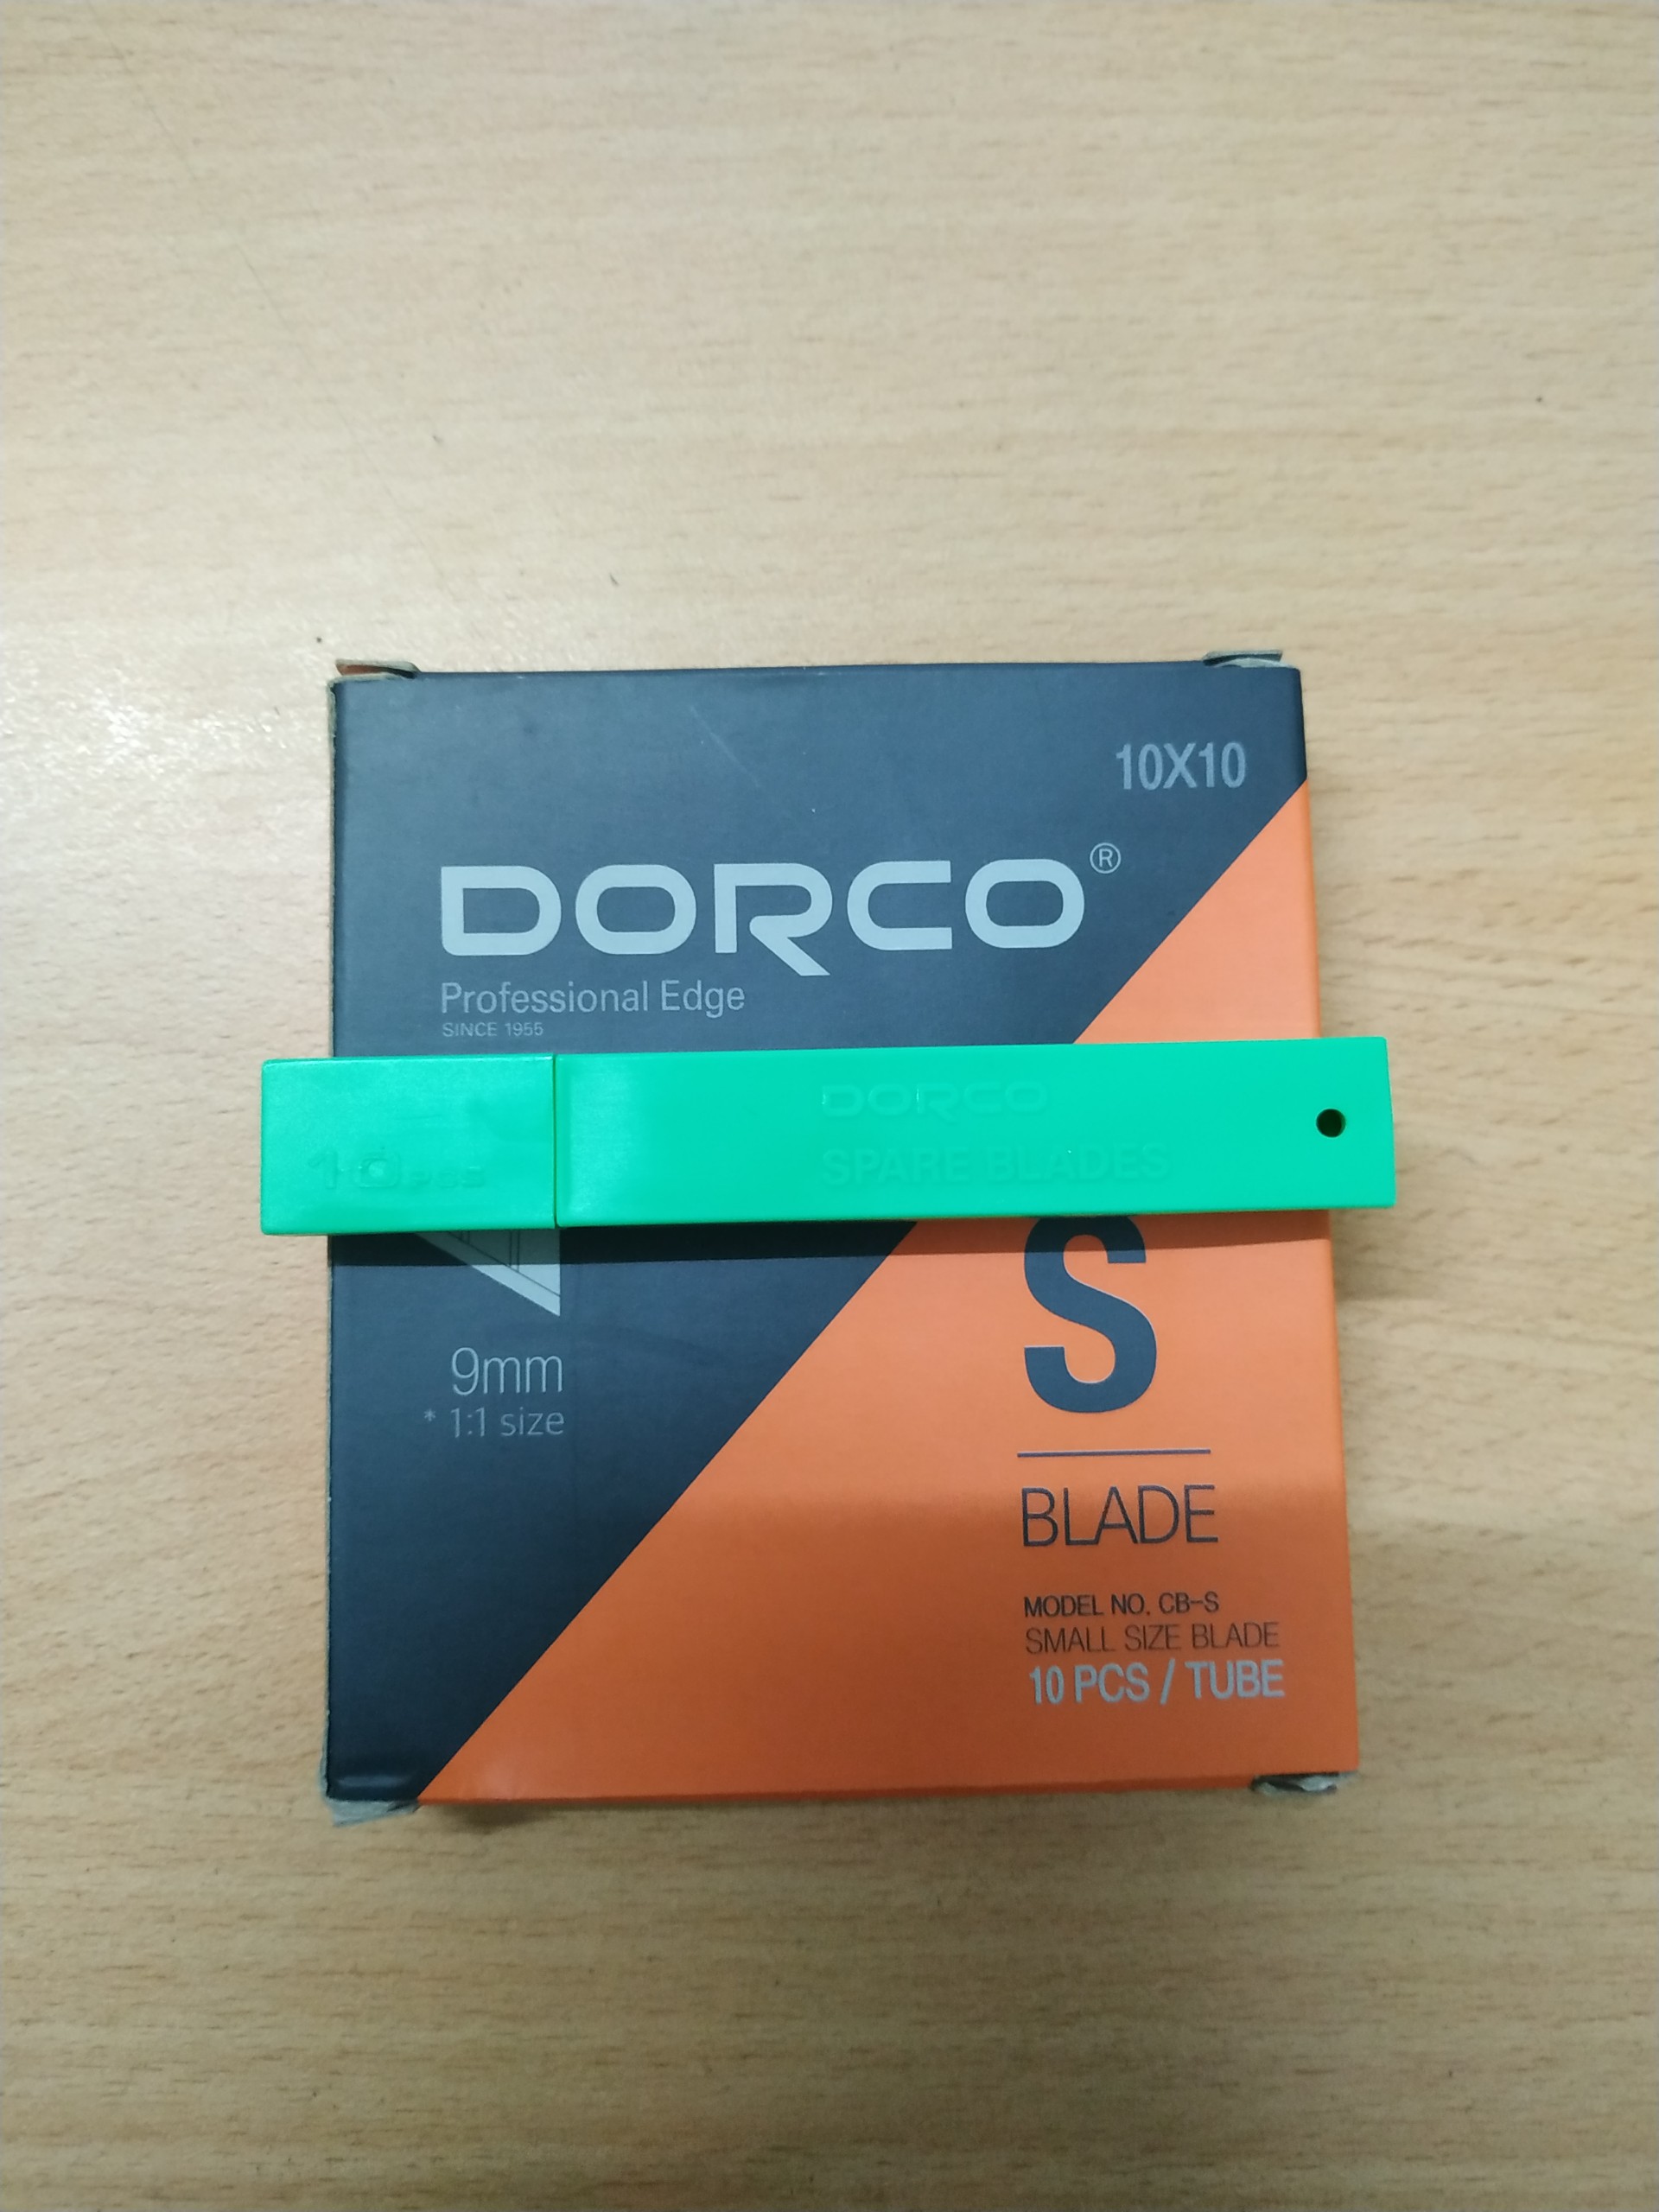 10X10
DORCO®
Professional Edge
SINCE 1955
DORCO
SPARE BLADES
10PCS
S
9mm
* 1:1 size
BLADE
MODEL NO. CB-S
SMALL SIZE BLADE
10 PCS / TUBE